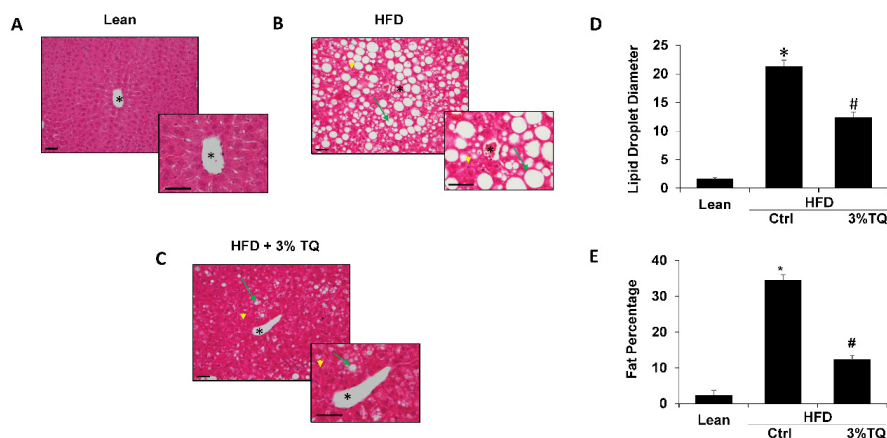 A
Lean
*
*
B
HFD
*
*
C
HFD + 3% TQ
*
*
D
Lipid Droplet Diameter
25
20
15
10
5
0
*
#
Lean
HFD
Ctrl
3%TQ
E
Fat Percentage
40
30
20
10
0
*
#
Lean
HFD
Ctrl
3%TQ